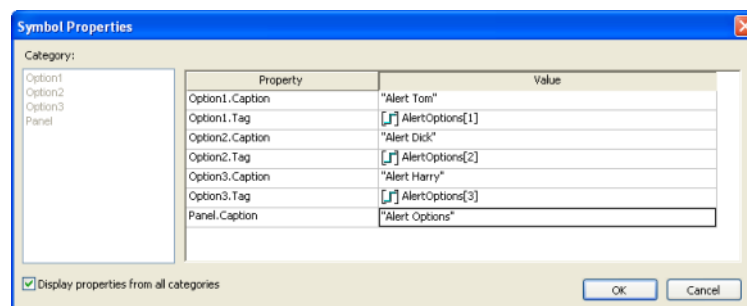 Symbol Properties
Category:
Option1
Option2
Option3
Panel
Property Value
Option1.Caption "Alert Tom"
Option1.Tag AlertOptions[1]
Option2.Caption "Alert Dick"
Option2.Tag AlertOptions[2]
Option3.Caption "Alert Harry"
Option3.Tag AlertOptions[3]
Panel.Caption "Alert Options"
Display properties from all categories
OK Cancel